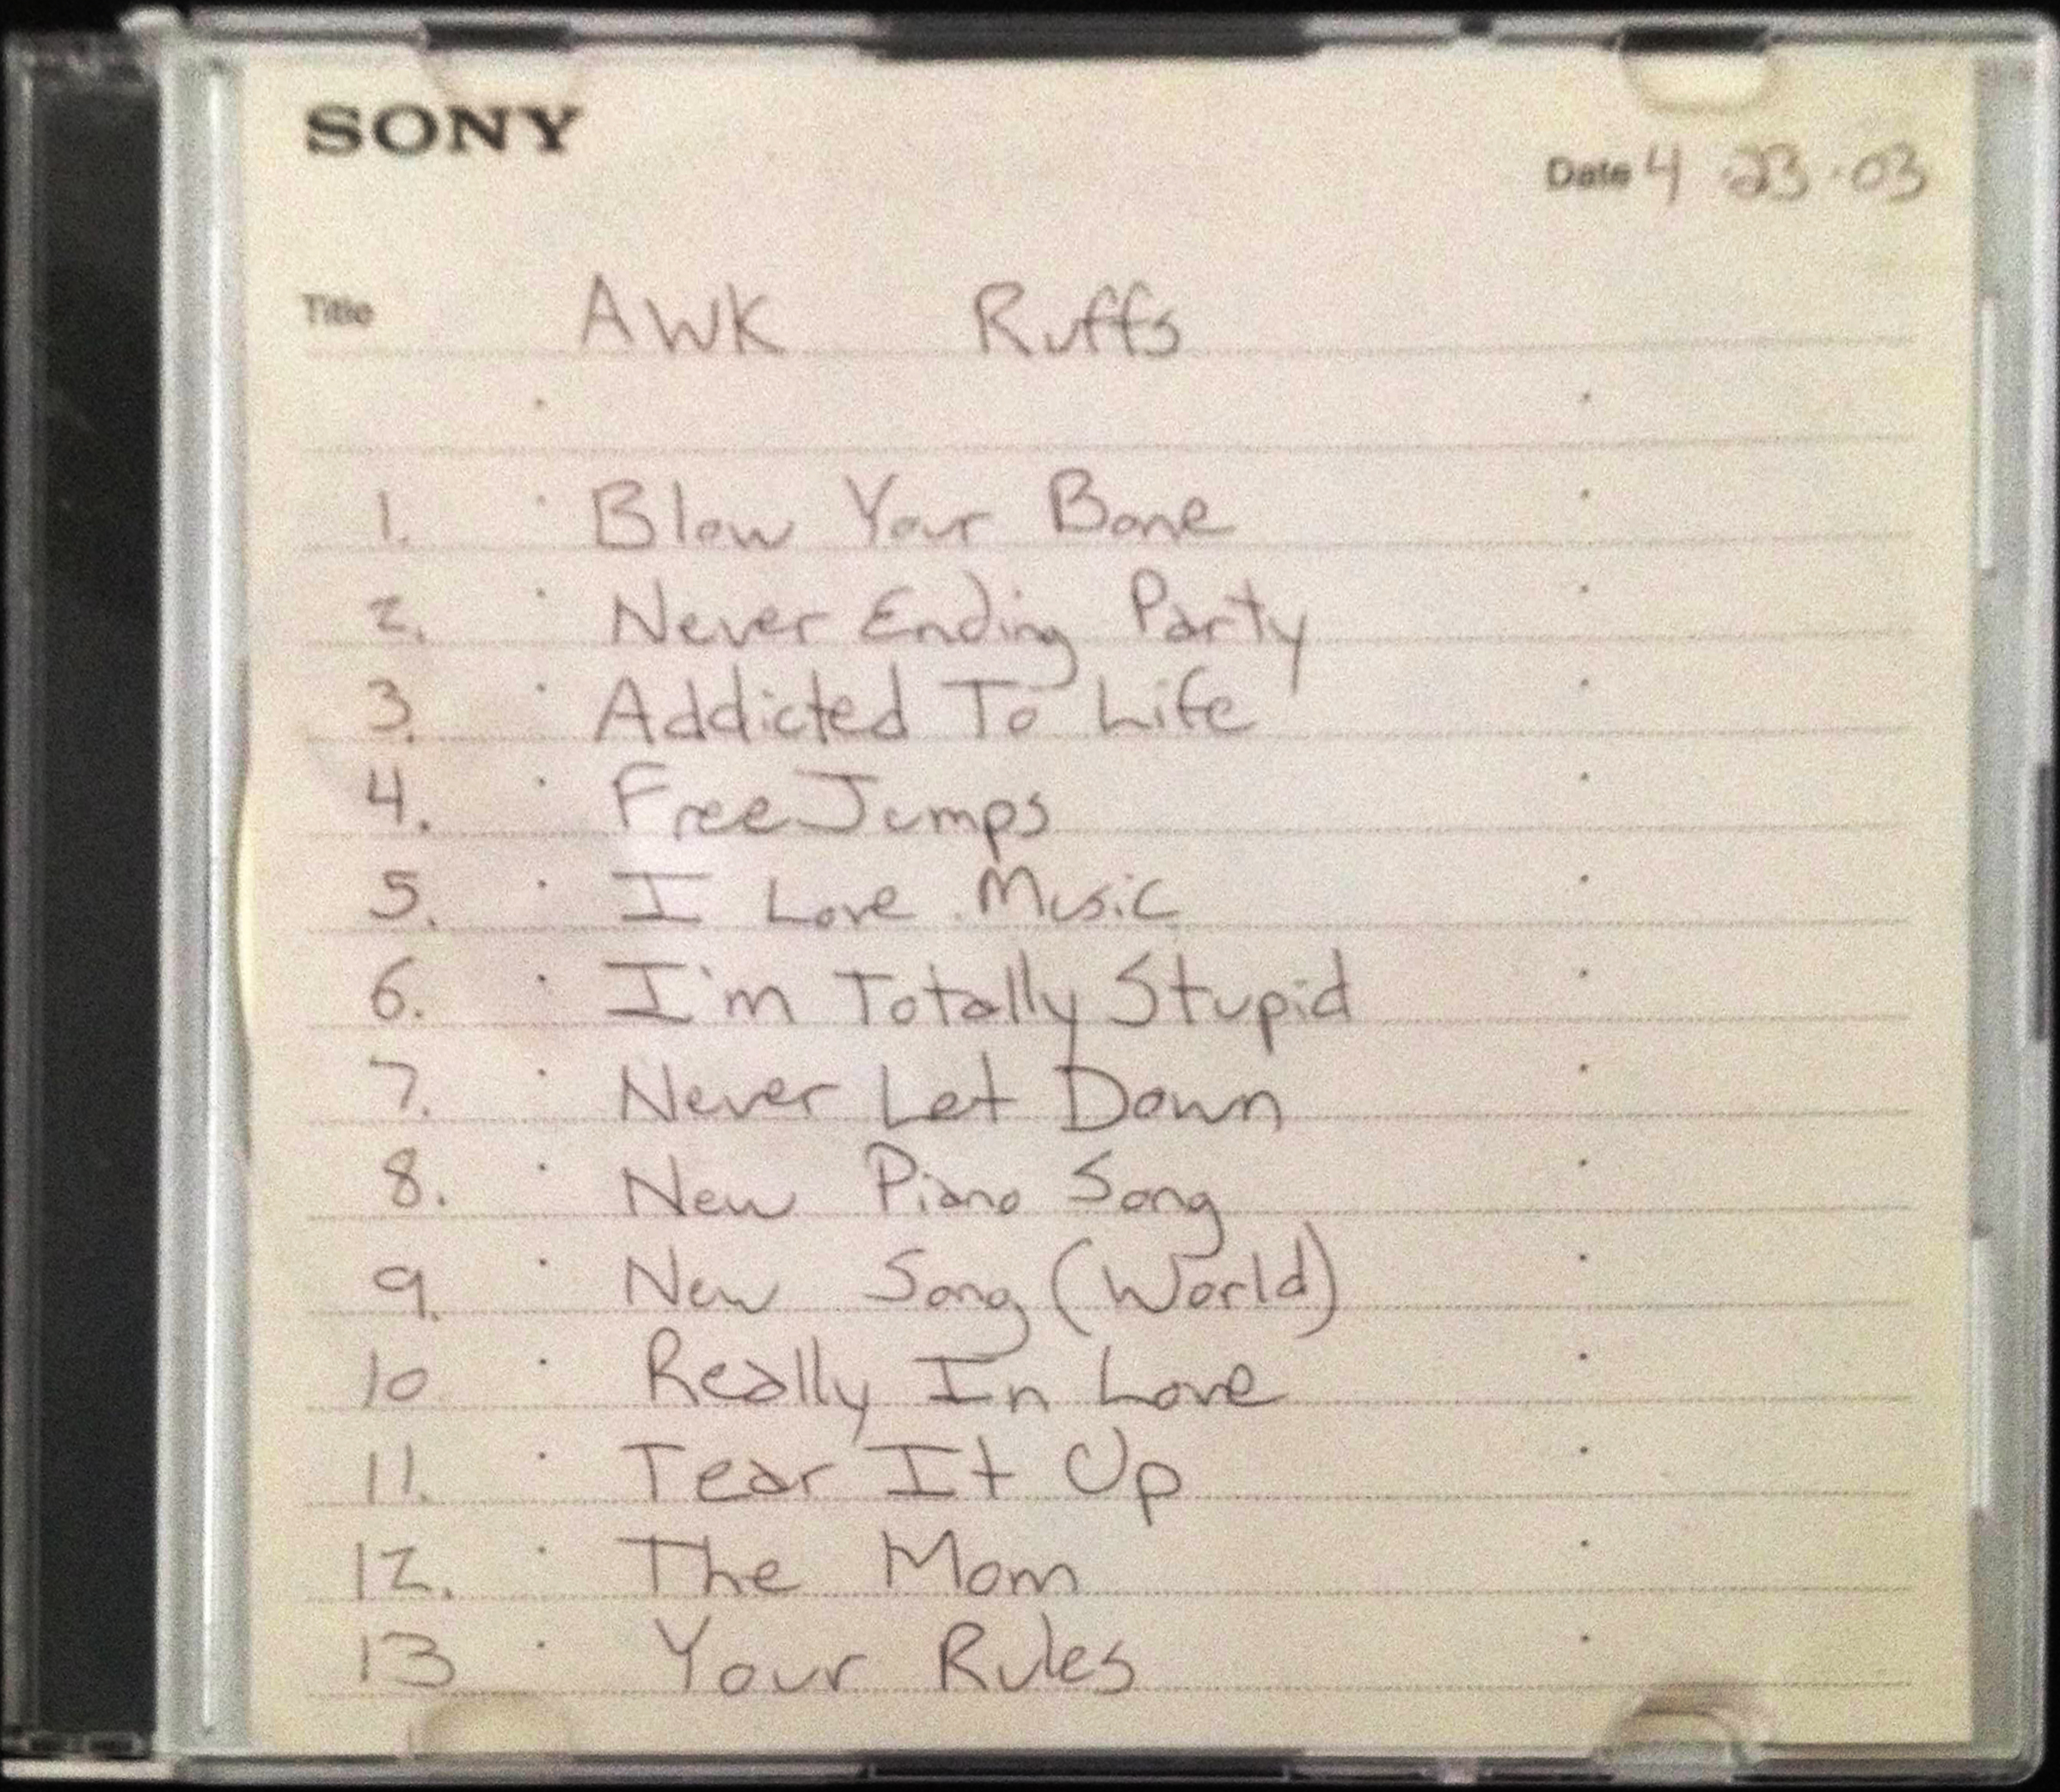 SONY
Date 4 · 23 · 03
Title AWK Ruffs
1. Blow Your Bone
2. Never Ending Party
3. Addicted To Life
4. Free Jumps
5. I Love Music
6. I'm Totally Stupid
7. Never Let Down
8. New Piano Song
9. New Song (World)
10 Really In Love
11. Tear It Up
12. The Mom
13 Your Rules